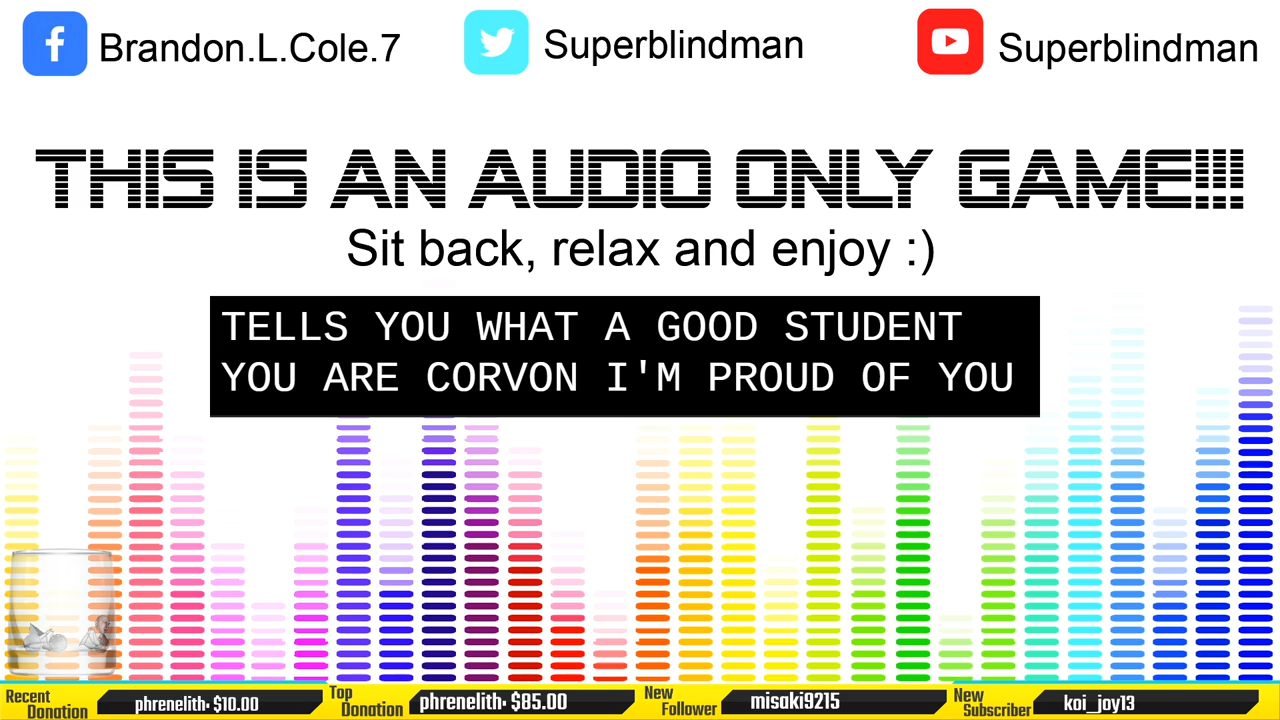 Brandon.L.Cole.7
Superblindman
Superblindman
THIS IS AN AUDIO ONLY GAME!!!
Sit back, relax and enjoy :)
TELLS YOU WHAT A GOOD STUDENT
YOU ARE CORVON I'M PROUD OF YOU
Recent Donation
phrenelith: $10.00
Top Donation
phrenelith: $85.00
New Follower
misaki9215
New Subscriber
koi_joy13